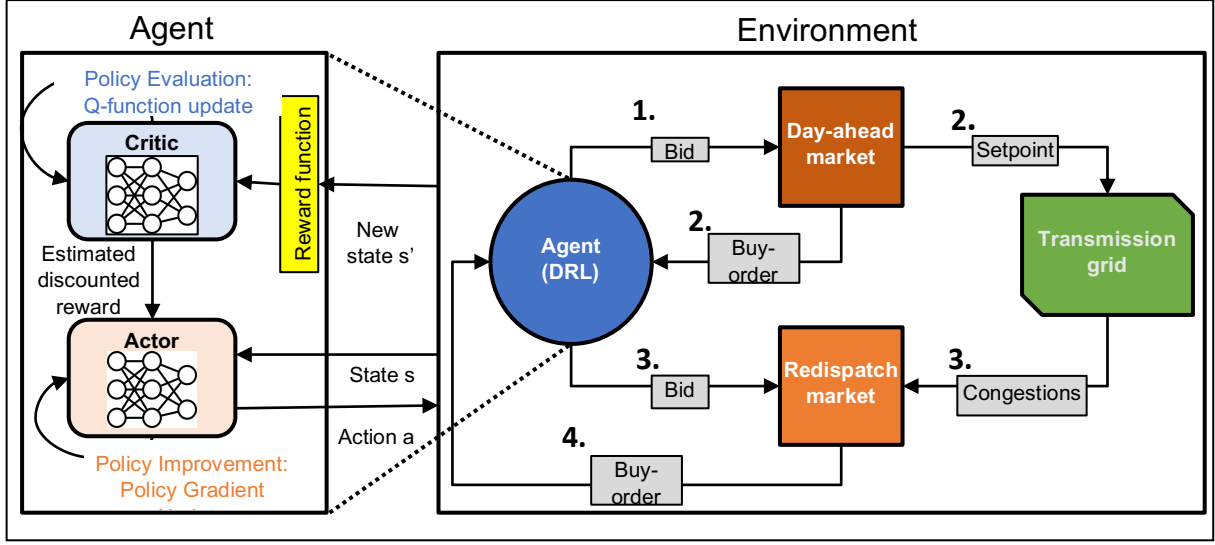 Agent
Environment
Policy Evaluation:
Q-function update
Critic
Reward function
Estimated
discounted
reward
Actor
Policy Improvement:
Policy Gradient
New
state s’
State s
Action a
1.
Bid
Day-ahead
market
2.
Setpoint
Agent
(DRL)
2.
Buy-
order
Transmission
grid
3.
Bid
Redispatch
market
3.
Congestions
4.
Buy-
order